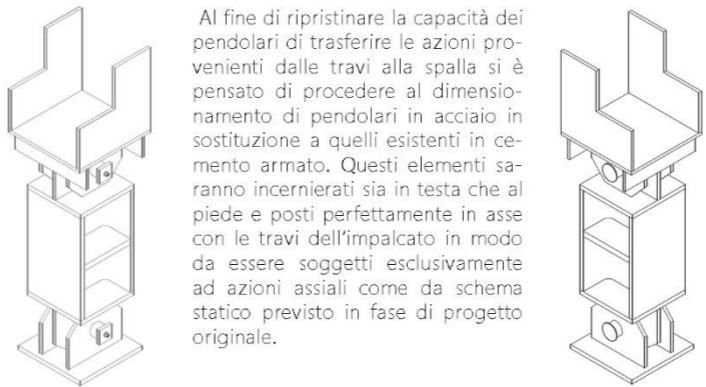 Al fine di ripristinare la capacità dei
pendolari di trasferire le azioni pro-
venienti dalle travi alla spalla si è
pensato di procedere al dimensio-
namento di pendolari in acciaio in
sostituzione a quelli esistenti in ce-
mento armato. Questi elementi sa-
ranno incernierati sia in testa che al
piede e posti perfettamente in asse
con le travi dell'impalcato in modo
da essere soggetti esclusivamente
ad azioni assiali come da schema
statico previsto in fase di progetto
originale.